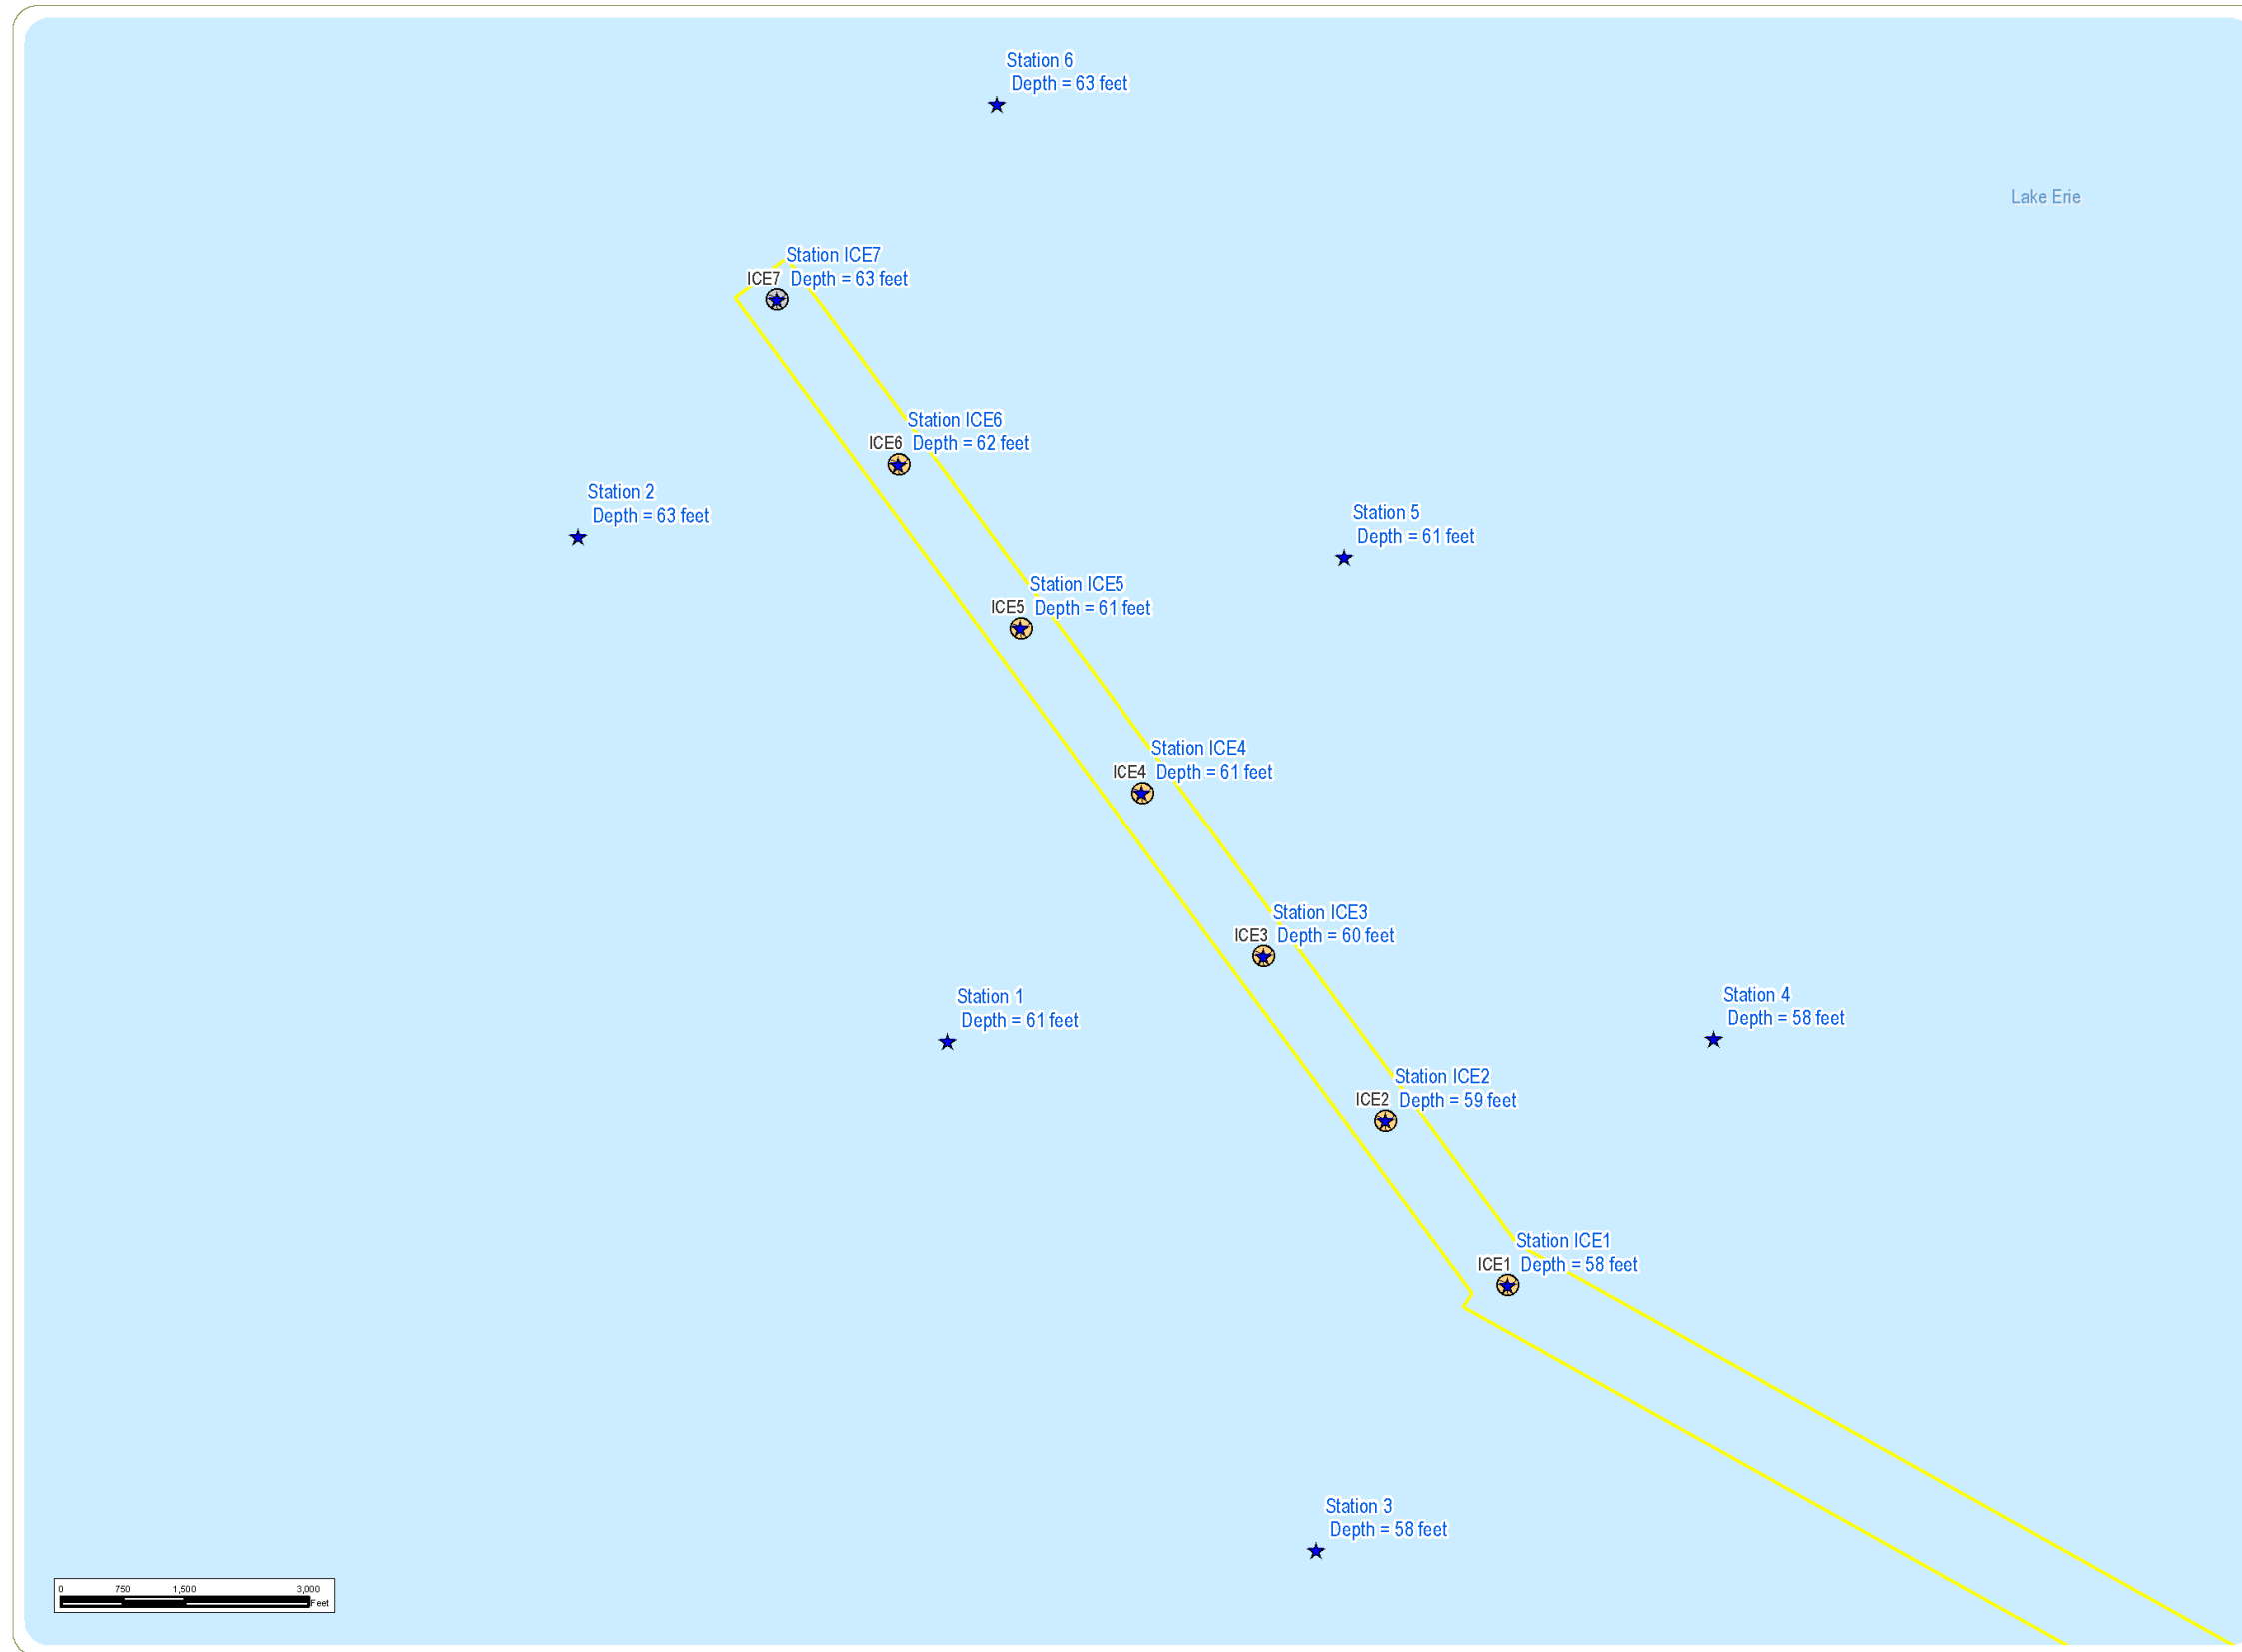 Station 6
Depth = 63 feet
Lake Erie
Station ICE7
ICE7
Depth = 63 feet
Station ICE6
ICE6
Depth = 62 feet
Station 2
Depth = 63 feet
Station 5
Depth = 61 feet
Station ICE5
ICE5
Depth = 61 feet
Station ICE4
ICE4
Depth = 61 feet
Station ICE3
ICE3
Depth = 60 feet
Station 1
Depth = 61 feet
Station 4
Depth = 58 feet
Station ICE2
ICE2
Depth = 59 feet
Station ICE1
ICE1
Depth = 58 feet
Station 3
Depth = 58 feet
0 750 1,500 3,000
Feet